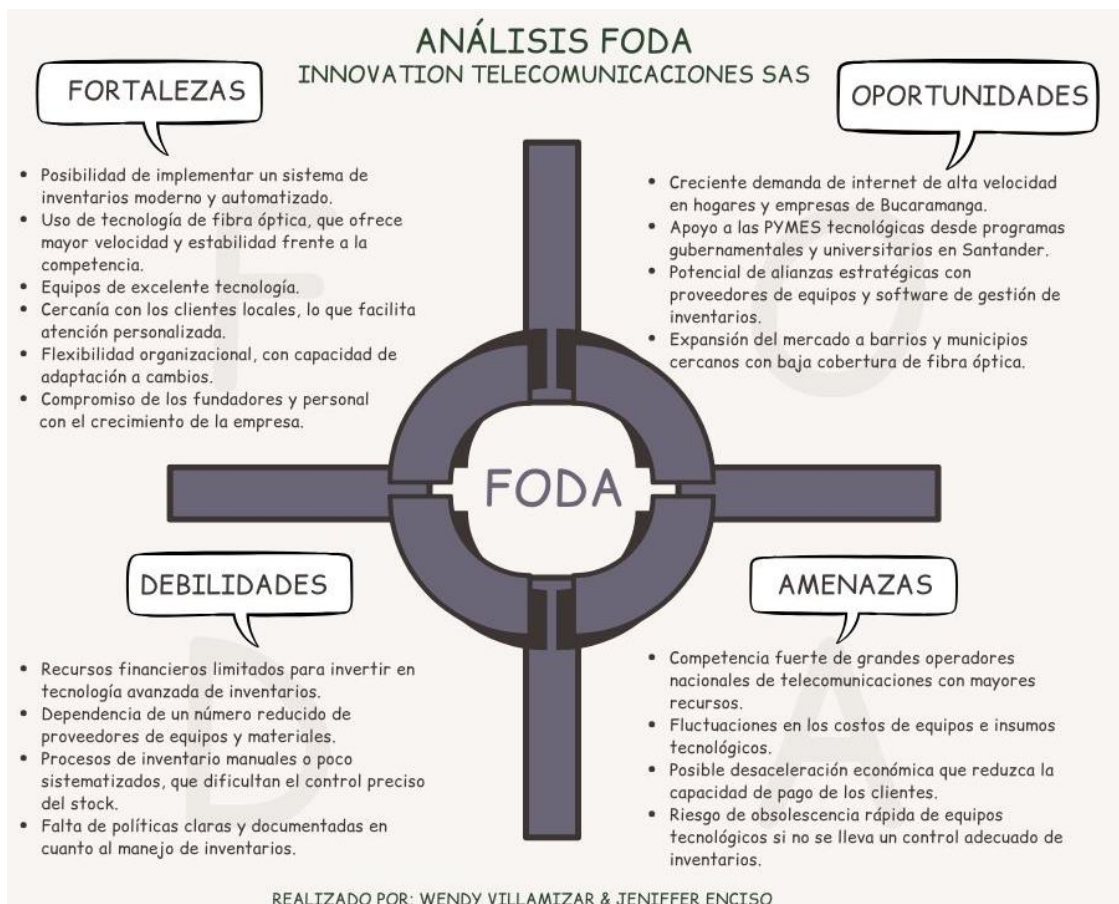 ANÁLISIS FODA
INNOVATION TELECOMUNICACIONES SAS
FORTALEZAS
• Posibilidad de implementar un sistema de
inventarios moderno y automatizado.
• Uso de tecnología de fibra óptica, que ofrece
mayor velocidad y estabilidad frente a la
competencia.
• Equipos de excelente tecnología.
• Cercanía con los clientes locales, lo que facilita
atención personalizada.
• Flexibilidad organizacional, con capacidad de
adaptación a cambios.
• Compromiso de los fundadores y personal
con el crecimiento de la empresa.
F
OPORTUNIDADES
• Creciente demanda de internet de alta velocidad
en hogares y empresas de Bucaramanga.
• Apoyo a las PYMES tecnológicas desde programas
gubernamentales y universitarios en Santander.
• Potencial de alianzas estratégicas con
proveedores de equipos y software de gestión de
inventarios.
• Expansión del mercado a barrios y municipios
cercanos con baja cobertura de fibra óptica.
O
FODA
DEBILIDADES
• Recursos financieros limitados para invertir en
tecnología avanzada de inventarios.
• Dependencia de un número reducido de
proveedores de equipos y materiales.
• Procesos de inventario manuales o poco
sistematizados, que dificultan el control preciso
del stock.
• Falta de políticas claras y documentadas en
cuanto al manejo de inventarios.
D
AMENAZAS
• Competencia fuerte de grandes operadores
nacionales de telecomunicaciones con mayores
recursos.
• Fluctuaciones en los costos de equipos e insumos
tecnológicos.
• Posible desaceleración económica que reduzca la
capacidad de pago de los clientes.
• Riesgo de obsolescencia rápida de equipos
tecnológicos si no se lleva un control adecuado de
inventarios.
A
REALIZADO POR: WENDY VILLAMIZAR & JENIFFER ENCISO